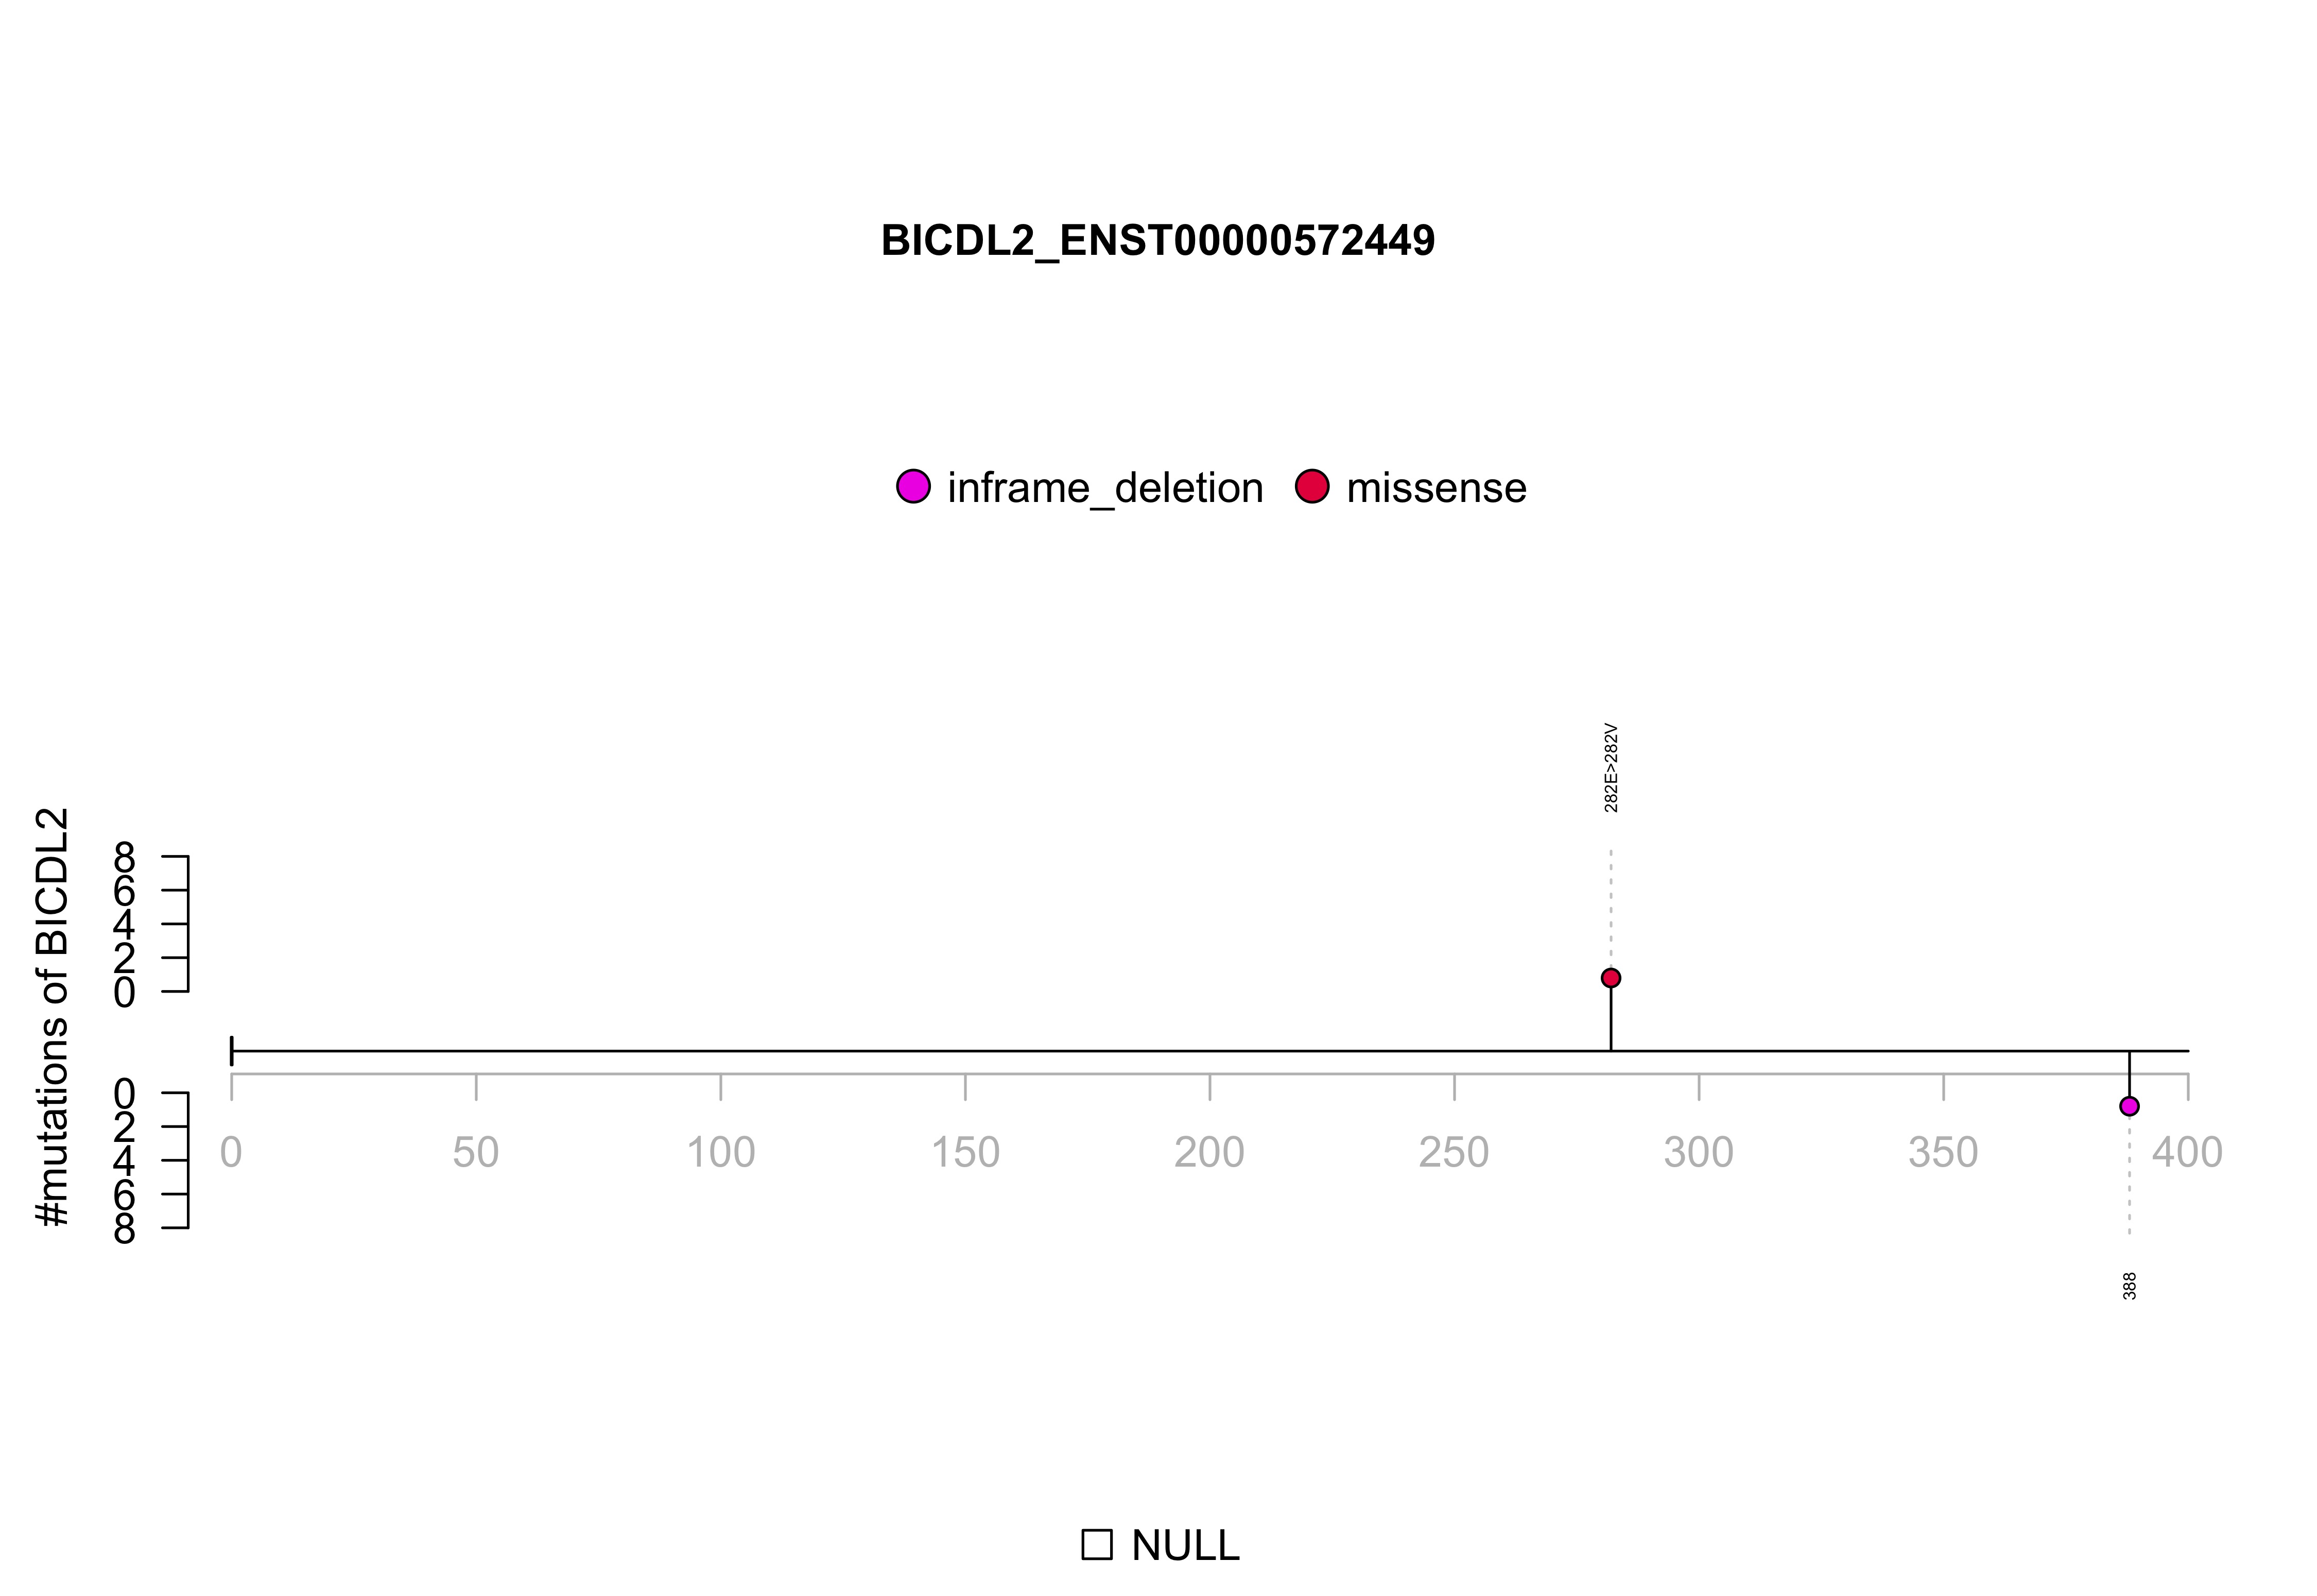 BICDL2_ENST00000572449
inframe_deletion missense
282E>282V
#mutations of BICDL2
8
6
4
2
0
0
2
4
6
8
0 50 100 150 200 250 300 350 400
388
NULL